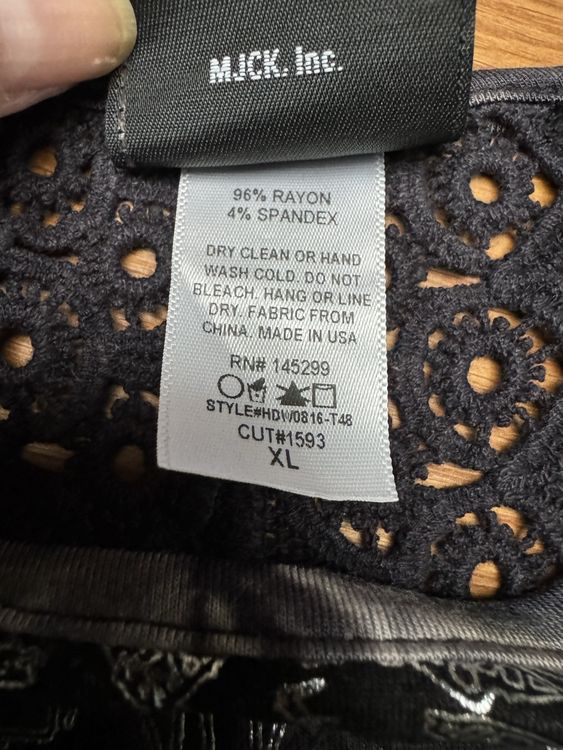 MJCK. Inc.
96% RAYON
4% SPANDEX
DRY CLEAN OR HAND
WASH COLD. DO NOT
BLEACH. HANG OR LINE
DRY. FABRIC FROM
CHINA. MADE IN USA
RN# 145299
STYLE#HDW0816-T48
CUT#1593
XL